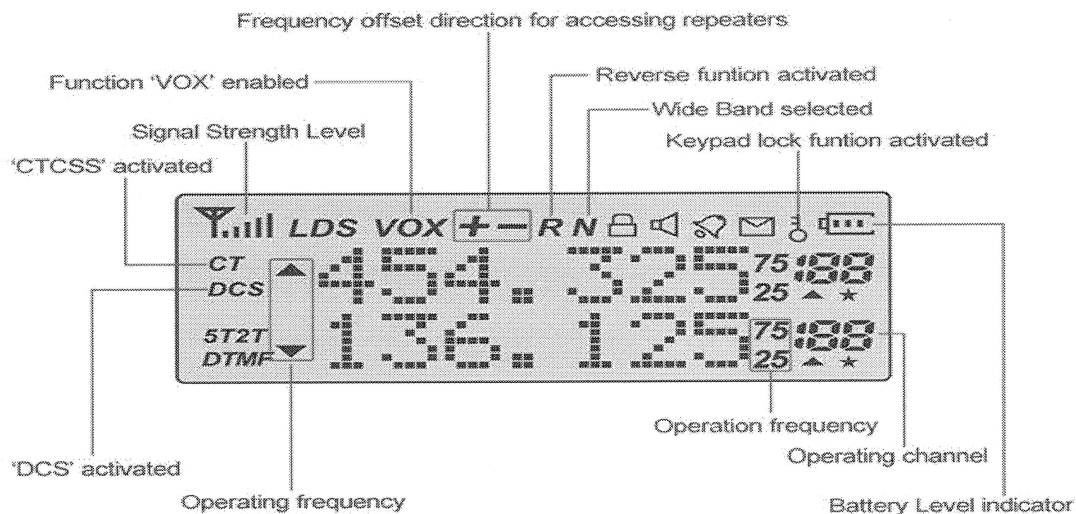 Frequency offset direction for accessing repeaters
Function 'VOX' enabled
Reverse funtion activated
Wide Band selected
Signal Strength Level
Keypad lock funtion activated
'CTCSS' activated
LDS VOX + - R N
CT
454.325
75
188
DCS
25
5T2T
136.125
75
188
DTMF
25
Operation frequency
Operating channel
'DCS' activated
Operating frequency
Battery Level indicator